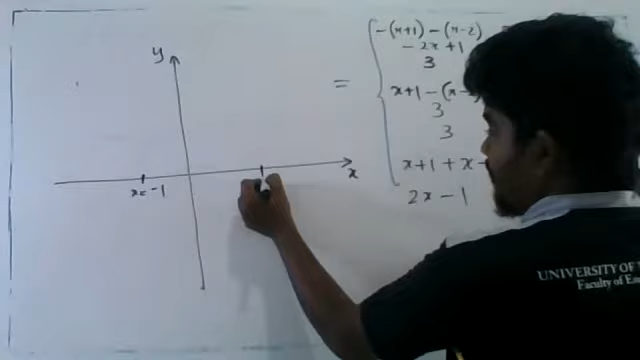 y
x
x = -1
=
-(x+1) - (x-2)
-2x+1
3
x+1 - (x-
3
3
x+1 + x
2x-1
UNIVERSITY OF
Faculty of